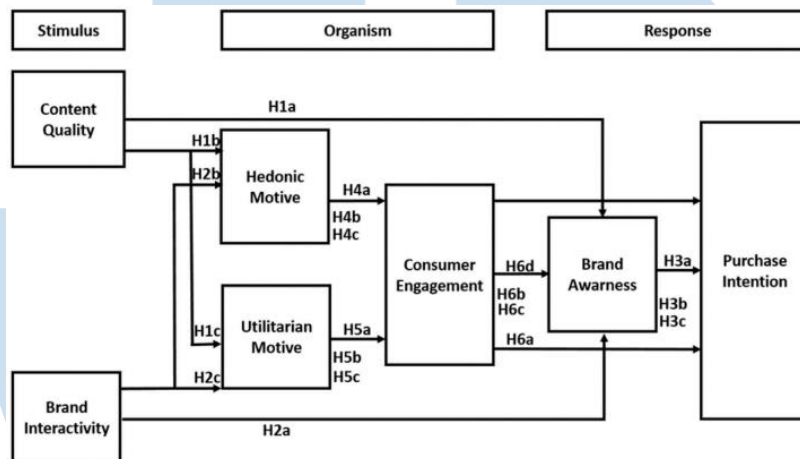 Stimulus
Organism
Response
Content
Quality
H1a
H1b
H2b
Hedonic
Motive
H4a
H4b
H4c
Consumer
Engagement
H6d
H6b
H6c
H6a
Brand
Awarness
H3a
H3b
H3c
Purchase
Intention
H1c
Utilitarian
Motive
H5a
H5b
H5c
H2c
Brand
Interactivity
H2a